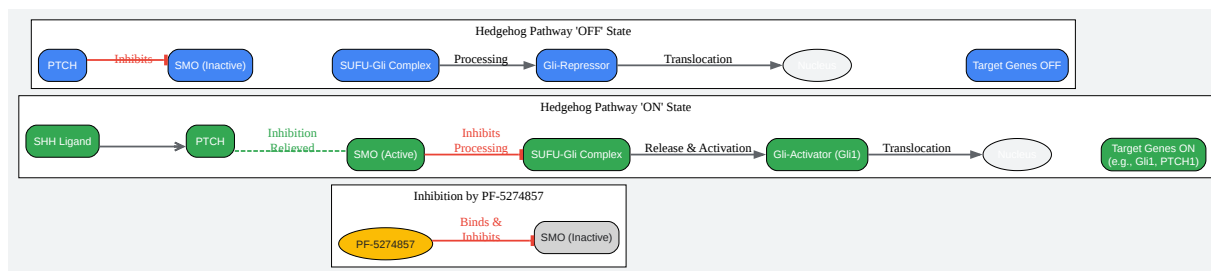 Hedgehog Pathway 'OFF' State
PTCH
Inhibits
SMO (Inactive)
SUFU-Gli Complex
Processing
Gli-Repressor
Translocation
Nucleus
Target Genes OFF
Hedgehog Pathway 'ON' State
SHH Ligand
PTCH
Inhibition
Relieved
SMO (Active)
Inhibits
Processing
SUFU-Gli Complex
Release & Activation
Gli-Activator (Gli1)
Translocation
Nucleus
Target Genes ON
(e.g., Gli1, PTCH1)
Inhibition by PF-5274857
PF-5274857
Binds &
Inhibits
SMO (Inactive)